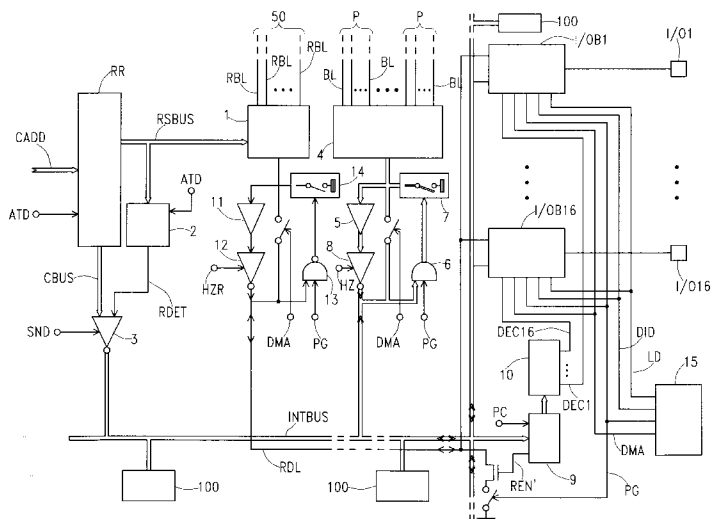 50
P
P
100
I/OB1
I/O1
RBL
RBL
RBL
BL
BL
BL
RR
RSBUS
1
4
CADD
ATD
ATD
2
11
14
5
7
12
8
13
6
HZR
HZ
CBUS
RDET
SND
3
DMA
PG
DMA
PG
I/OB16
I/O16
DEC16
DID
LD
10
DEC1
15
PC
9
DMA
INTBUS
RDL
REN'
PG
100
100